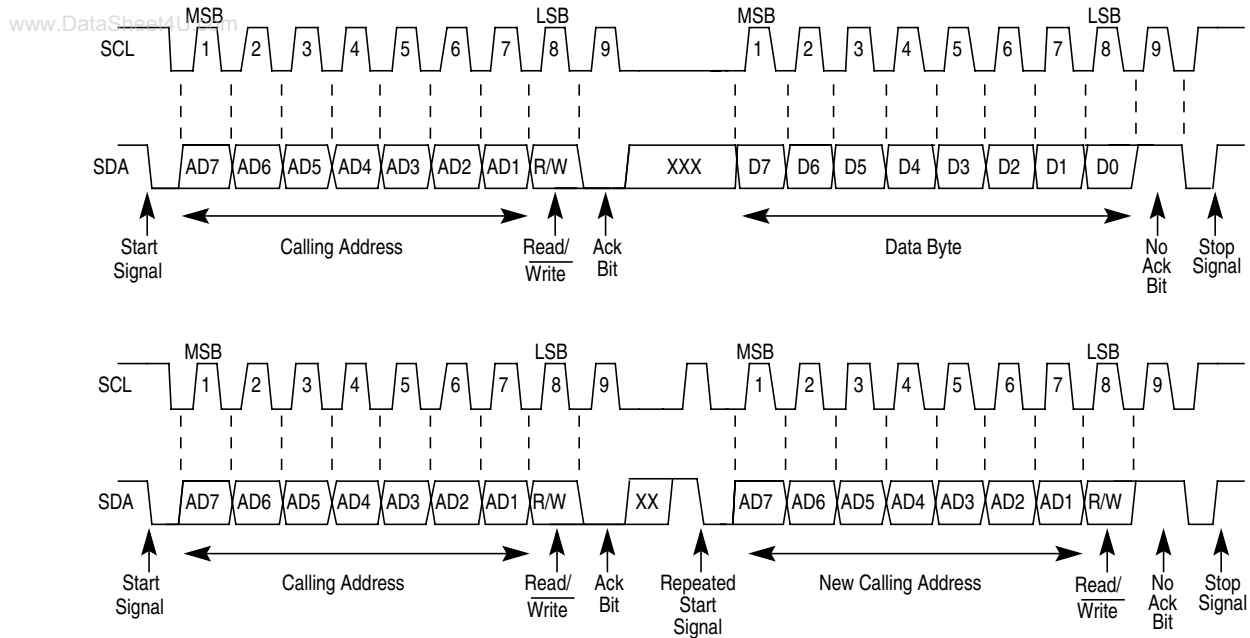 www.DataSheet4U.com
MSB LSB MSB LSB
SCL 1 2 3 4 5 6 7 8 9 1 2 3 4 5 6 7 8 9
SDA AD7 AD6 AD5 AD4 AD3 AD2 AD1 R/W XXX D7 D6 D5 D4 D3 D2 D1 D0
Start Signal
Calling Address
Read/
Write
Ack
Bit
Data Byte
No
Ack
Bit
Stop
Signal
MSB LSB MSB LSB
SCL 1 2 3 4 5 6 7 8 9 1 2 3 4 5 6 7 8 9
SDA AD7 AD6 AD5 AD4 AD3 AD2 AD1 R/W XX AD7 AD6 AD5 AD4 AD3 AD2 AD1 R/W
Start
Signal
Calling Address
Read/
Write
Ack
Bit
Repeated
Start
Signal
New Calling Address
Read/
Write
No
Ack
Bit
Stop
Signal